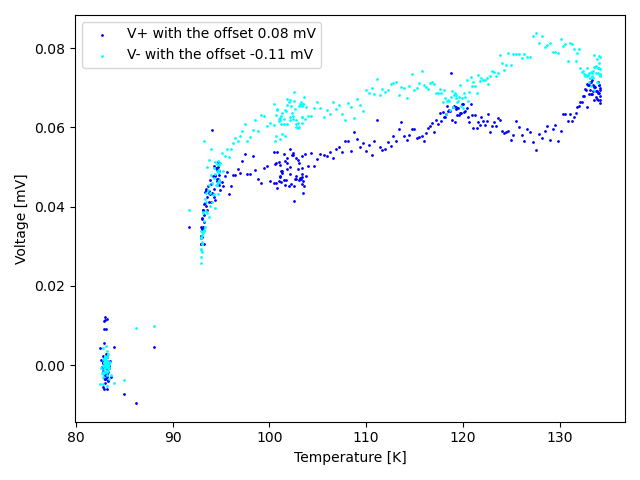 V+ with the offset 0.08 mV
V- with the offset -0.11 mV
Voltage [mV]
0.08
0.06
0.04
0.02
0.00
80 90 100 110 120 130
Temperature [K]